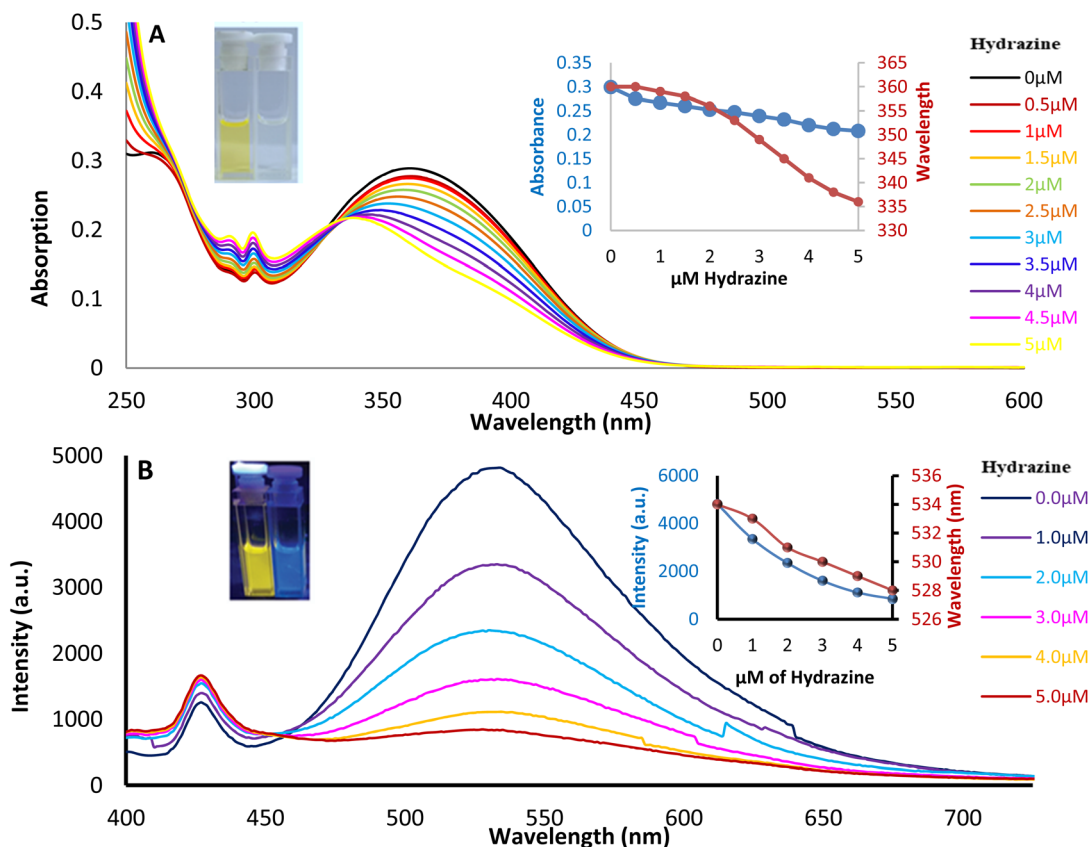 A
0.5
0.4
0.3
0.2
0.1
0
Absorption
250 300 350 400 450 500 550 600
Wavelength (nm)
0.35
0.3
0.25
0.2
0.15
0.1
0.05
0
Absorbance
365
360
355
350
345
340
335
330
Wavelength
0 1 2 3 4 5
μM Hydrazine
Hydrazine
0μM
0.5μM
1μM
1.5μM
2μM
2.5μM
3μM
3.5μM
4μM
4.5μM
5μM
B
5000
4000
3000
2000
1000
0
Intensity (a.u.)
400 450 500 550 600 650 700
Wavelength (nm)
6000
4000
2000
0
Intensity (a.u.)
536
534
532
530
528
526
Wavelength (nm)
0 1 2 3 4 5
μM of Hydrazine
Hydrazine
0.0μM
1.0μM
2.0μM
3.0μM
4.0μM
5.0μM